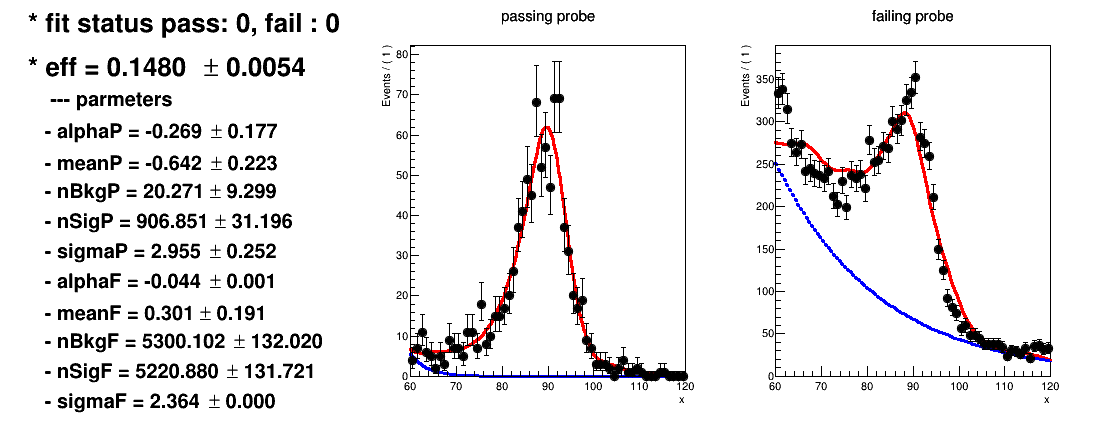 * fit status pass: 0, fail : 0
* eff = 0.1480 ± 0.0054
--- parmeters
- alphaP = -0.269 ± 0.177
- meanP = -0.642 ± 0.223
- nBkgP = 20.271 ± 9.299
- nSigP = 906.851 ± 31.196
- sigmaP = 2.955 ± 0.252
- alphaF = -0.044 ± 0.001
- meanF = 0.301 ± 0.191
- nBkgF = 5300.102 ± 132.020
- nSigF = 5220.880 ± 131.721
- sigmaF = 2.364 ± 0.000
passing probe
Events / ( 1 )
80
70
60
50
40
30
20
10
0
60 70 80 90 100 110 120
x
failing probe
Events / ( 1 )
350
300
250
200
150
100
50
0
60 70 80 90 100 110 120
x